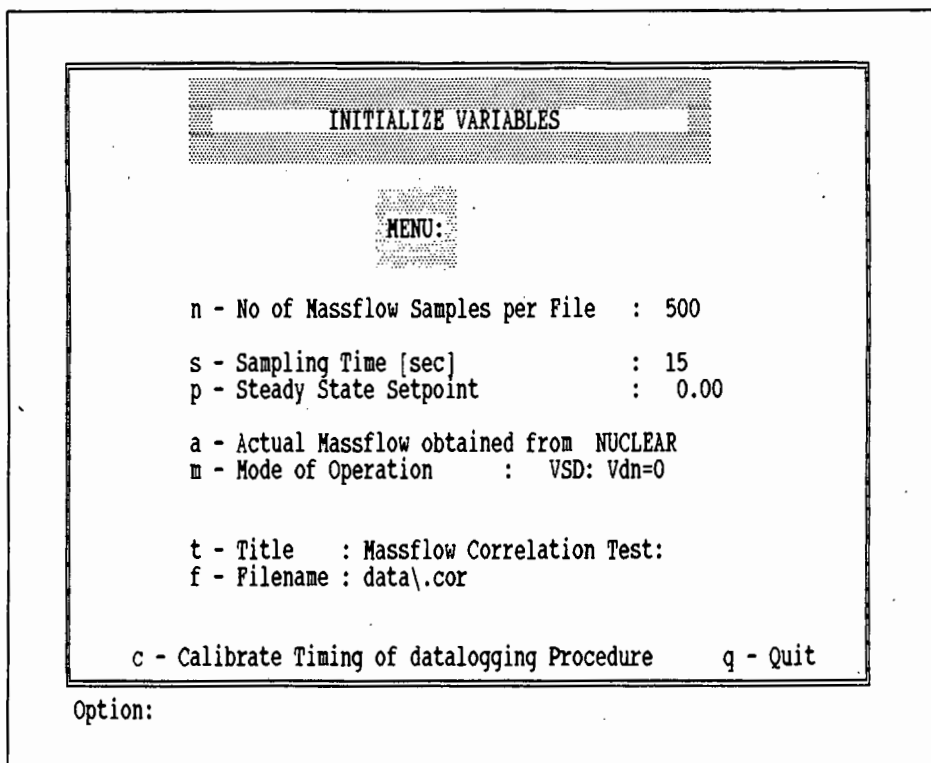 INITIALIZE VARIABLES
MENU:
n - No of Massflow Samples per File : 500
s - Sampling Time [sec] : 15
p - Steady State Setpoint : 0.00
a - Actual Massflow obtained from NUCLEAR
m - Mode of Operation : VSD: Vdn=0
t - Title : Massflow Correlation Test:
f - Filename : data\.cor
c - Calibrate Timing of datalogging Procedure q - Quit
Option: